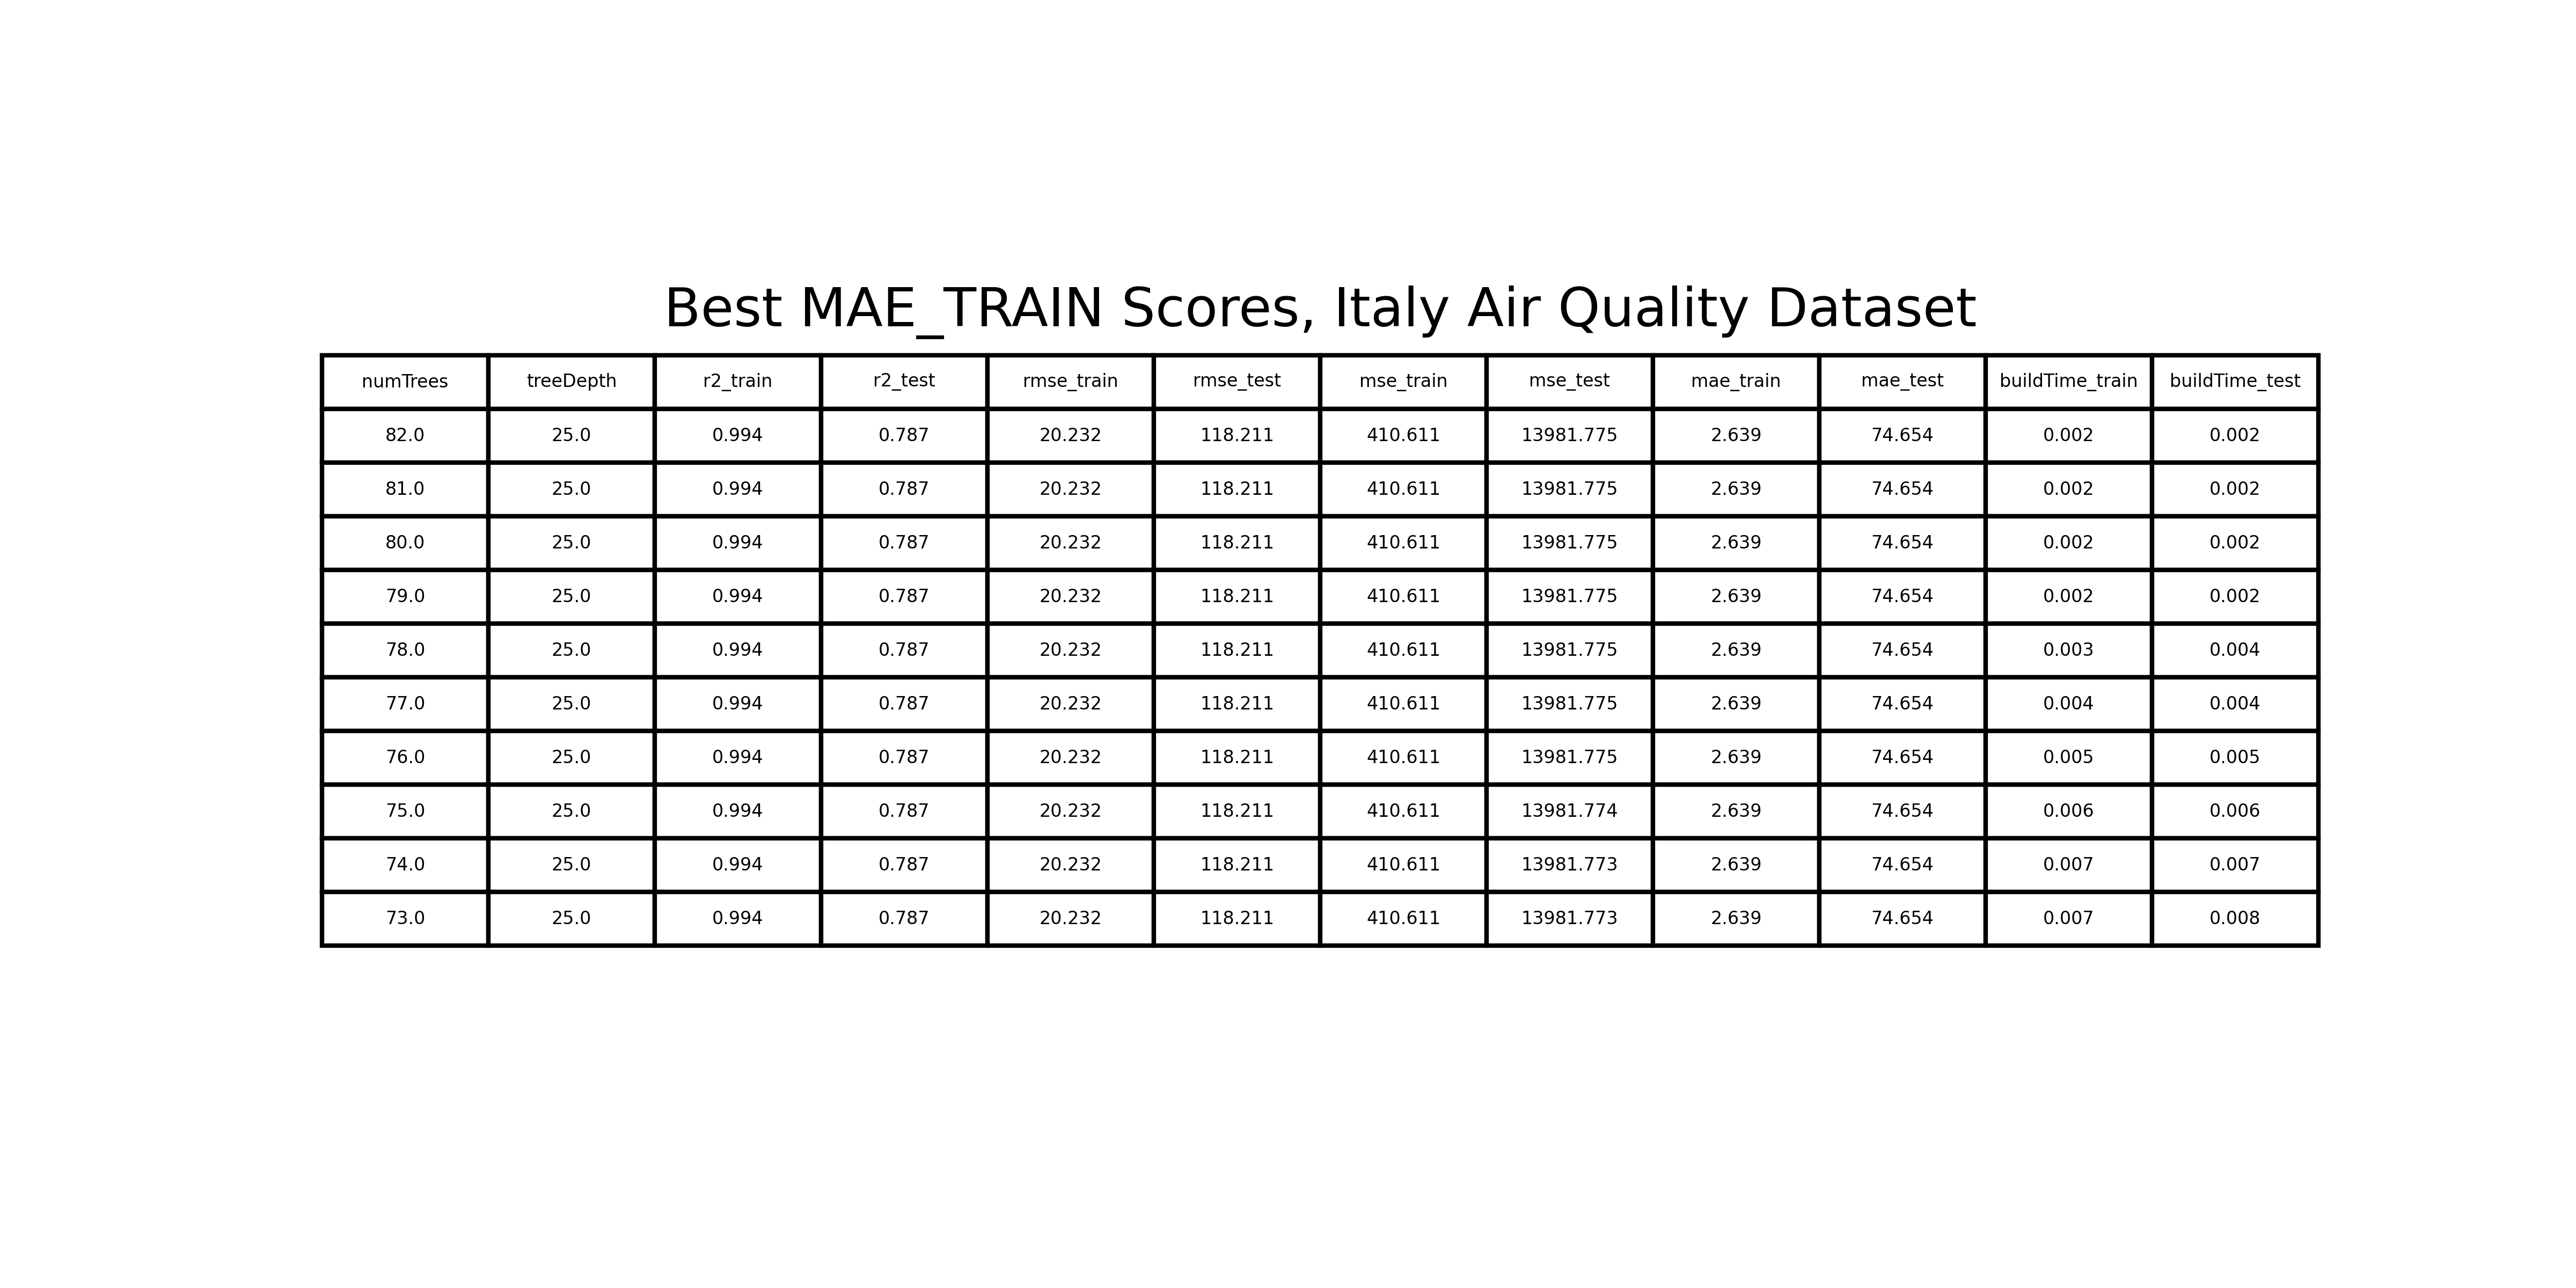 Best MAE_TRAIN Scores, Italy Air Quality Dataset
numTrees treeDepth r2_train r2_test rmse_train rmse_test mse_train mse_test mae_train mae_test buildTime_train buildTime_test
82.0 25.0 0.994 0.787 20.232 118.211 410.611 13981.775 2.639 74.654 0.002 0.002
81.0 25.0 0.994 0.787 20.232 118.211 410.611 13981.775 2.639 74.654 0.002 0.002
80.0 25.0 0.994 0.787 20.232 118.211 410.611 13981.775 2.639 74.654 0.002 0.002
79.0 25.0 0.994 0.787 20.232 118.211 410.611 13981.775 2.639 74.654 0.002 0.002
78.0 25.0 0.994 0.787 20.232 118.211 410.611 13981.775 2.639 74.654 0.003 0.004
77.0 25.0 0.994 0.787 20.232 118.211 410.611 13981.775 2.639 74.654 0.004 0.004
76.0 25.0 0.994 0.787 20.232 118.211 410.611 13981.775 2.639 74.654 0.005 0.005
75.0 25.0 0.994 0.787 20.232 118.211 410.611 13981.774 2.639 74.654 0.006 0.006
74.0 25.0 0.994 0.787 20.232 118.211 410.611 13981.773 2.639 74.654 0.007 0.007
73.0 25.0 0.994 0.787 20.232 118.211 410.611 13981.773 2.639 74.654 0.007 0.008